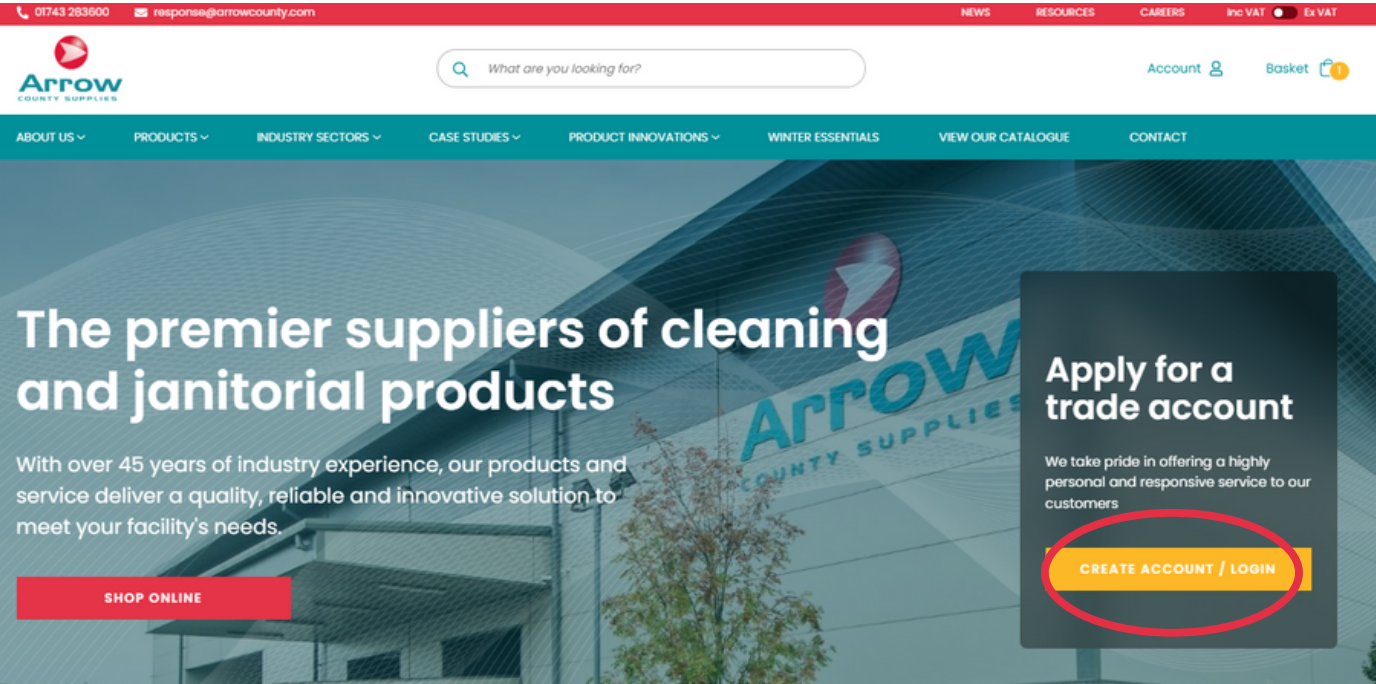 01743 283600 response@arrowcounty.com NEWS RESOURCES CAREERS Inc VAT Ex VAT
Arrow
COUNTY SUPPLIES
What are you looking for?
Account Basket 1
ABOUT US PRODUCTS INDUSTRY SECTORS CASE STUDIES PRODUCT INNOVATIONS WINTER ESSENTIALS VIEW OUR CATALOGUE CONTACT
The premier suppliers of cleaning
and janitorial products
With over 45 years of industry experience, our products and
service deliver a quality, reliable and innovative solution to
meet your facility's needs.
SHOP ONLINE
Arrow
COUNTY SUPPLIES
Apply for a
trade account
We take pride in offering a highly
personal and responsive service to our
customers
CREATE ACCOUNT / LOGIN